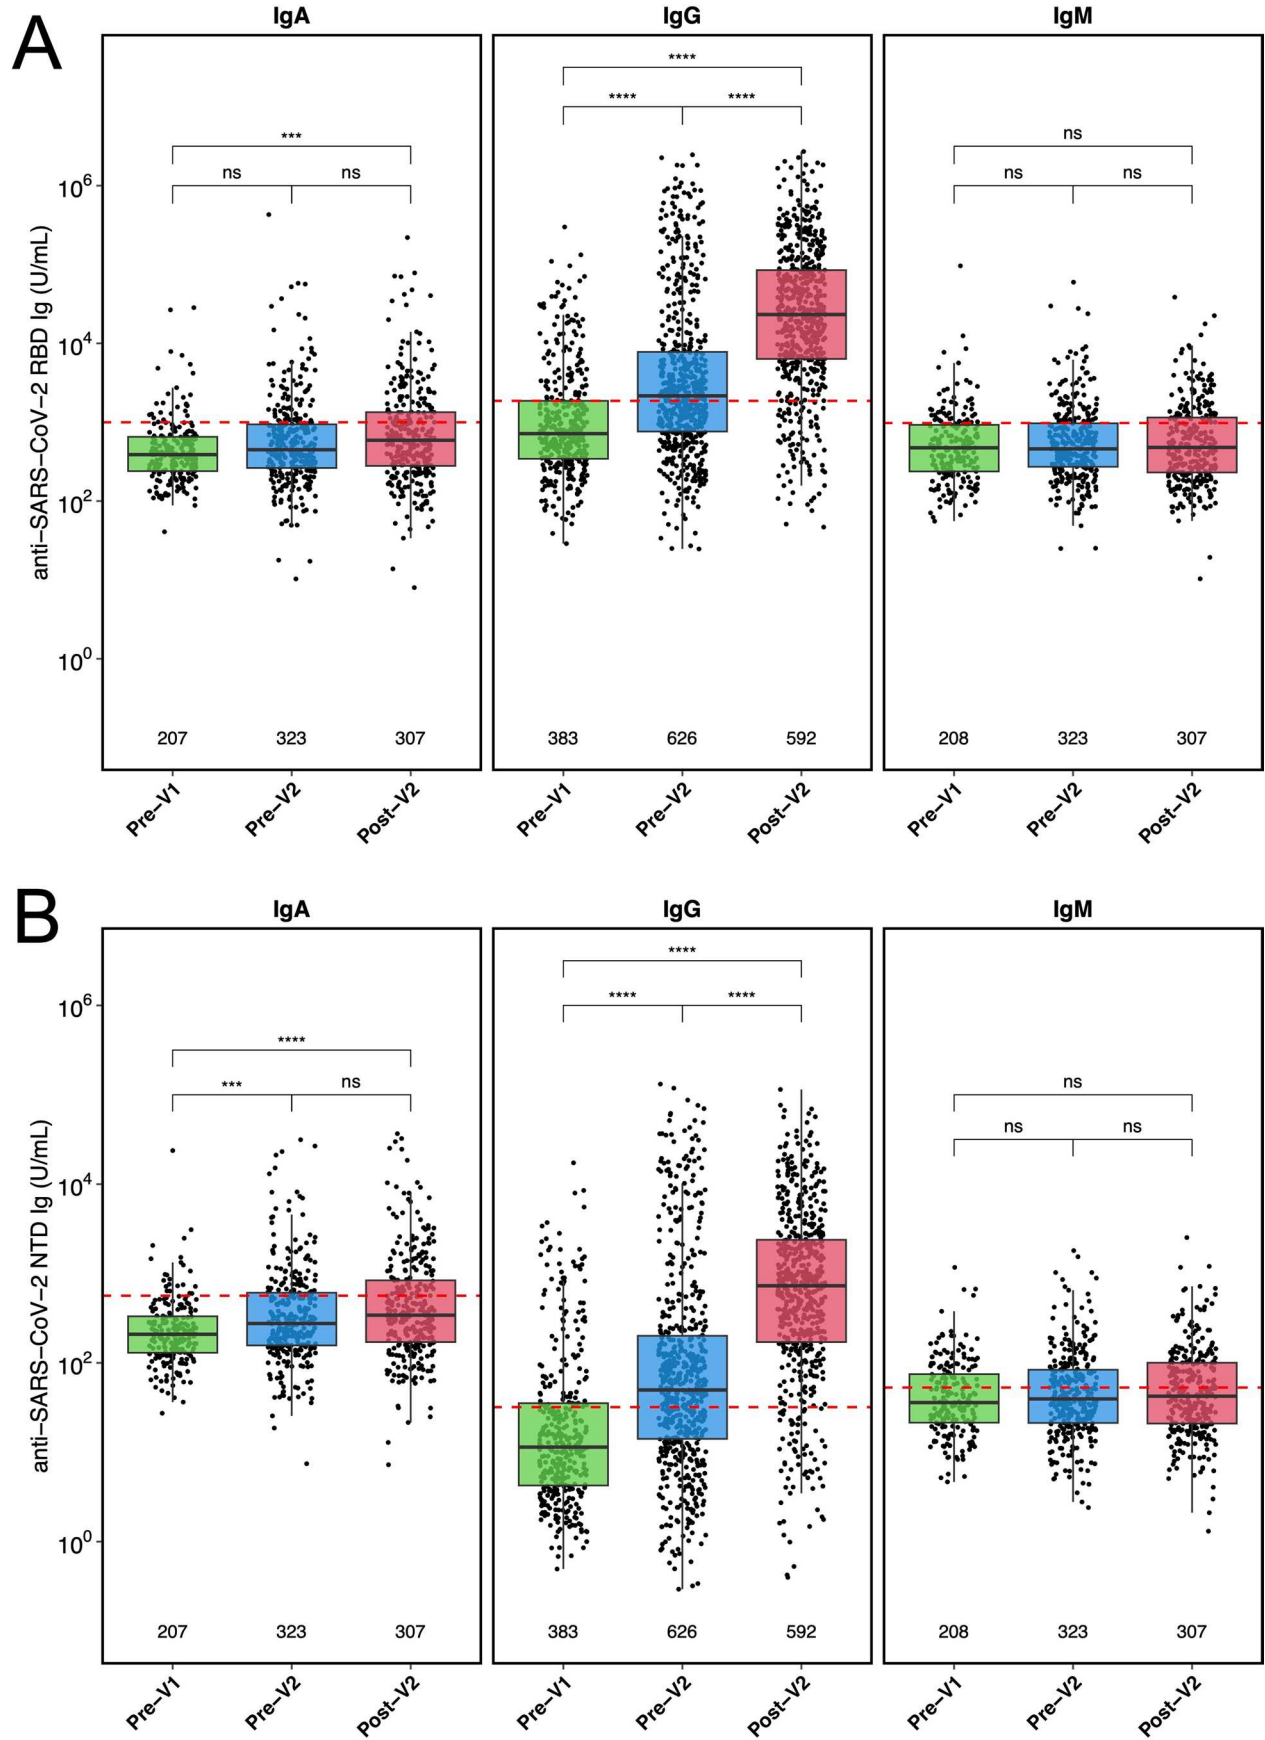 A
IgA IgG IgM
**** 
**** ****
***
ns ns
ns
ns ns
anti−SARS−CoV−2 RBD Ig (U/mL)
10^6
10^4
10^2
10^0
207 323 307 383 626 592 208 323 307
Pre−V1 Pre−V2 Post−V2 Pre−V1 Pre−V2 Post−V2 Pre−V1 Pre−V2 Post−V2
B
IgA IgG IgM
****
**** ****
****
*** ns
ns
ns ns
anti−SARS−CoV−2 NTD Ig (U/mL)
10^6
10^4
10^2
10^0
207 323 307 383 626 592 208 323 307
Pre−V1 Pre−V2 Post−V2 Pre−V1 Pre−V2 Post−V2 Pre−V1 Pre−V2 Post−V2